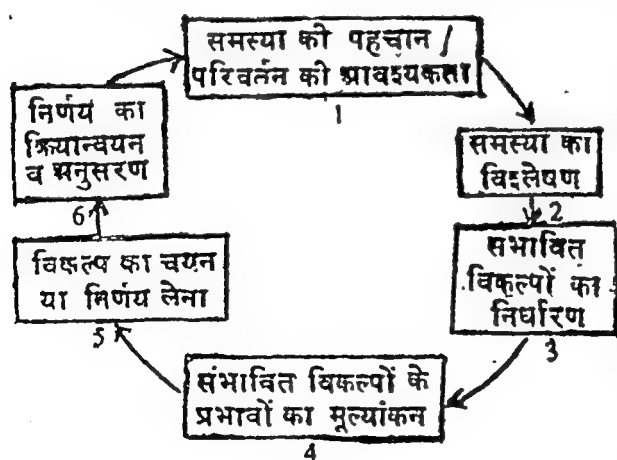 समस्या की पहचान /
परिवर्तन की आवश्यकता
1
समस्या का
विश्लेषण
2
संभावित
विकल्पों का
निर्धारण
3
संभावित विकल्पों के
प्रभावों का मूल्यांकन
4
विकल्प का चयन
या निर्णय लेना
5
निर्णय का
क्रियान्वयन
व अनुसरण
6